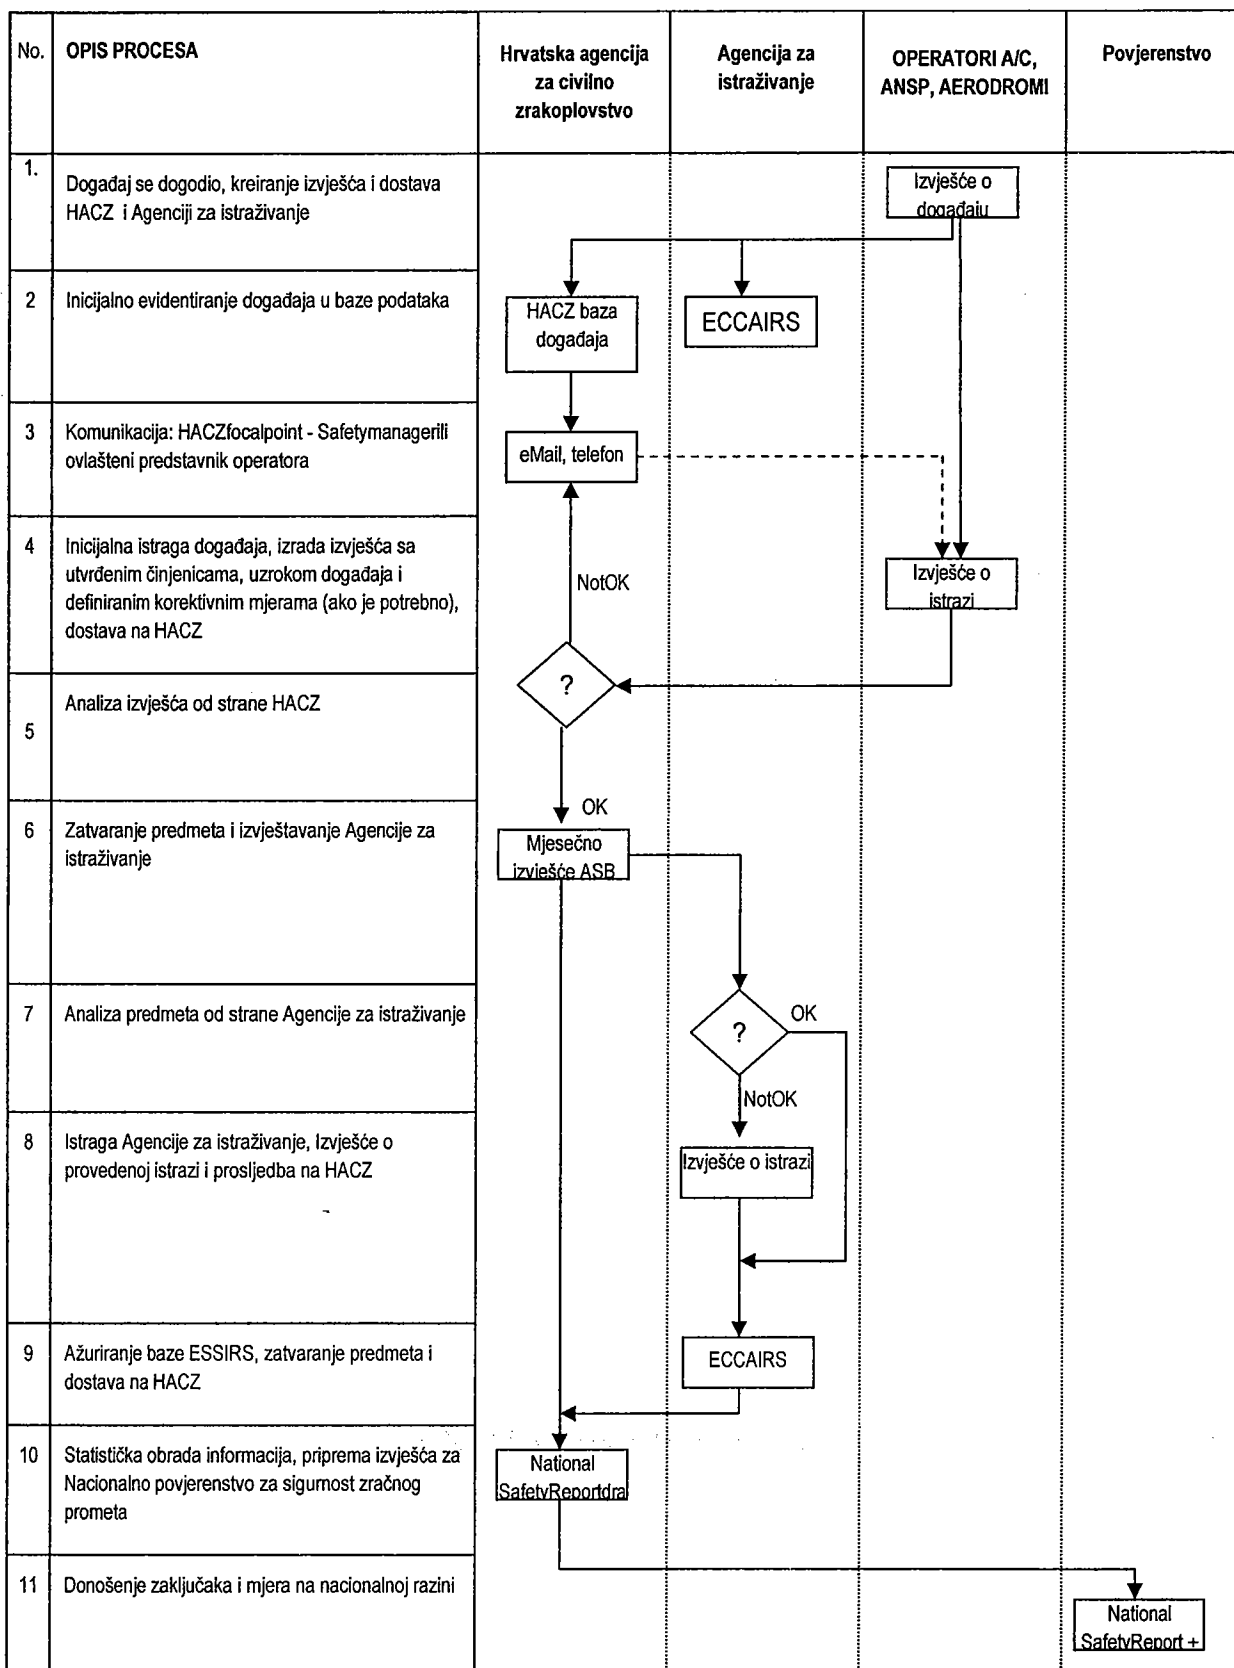 No.
OPIS PROCESA
Hrvatska agencija
za civilno
zrakoplovstvo
Agencija za
istraživanje
OPERATORI A/C,
ANSP, AERODROMI
Povjerenstvo
1.
Događaj se dogodio, kreiranje izvješća i dostava
HACZ i Agenciji za istraživanje
Izvješće o
događaju
2
Inicijalno evidentiranje događaja u baze podataka
HACZ baza
događaja
ECCAIRS
3
Komunikacija: HACZfocalpoint - Safetymanagerili
ovlašteni predstavnik operatora
eMail, telefon
4
Inicijalna istraga događaja, izrada izvješća sa
utvrđenim činjenicama, uzrokom događaja i
definiranim korektivnim mjerama (ako je potrebno),
dostava na HACZ
NotOK
Izvješće o
istrazi
5
Analiza izvješća od strane HACZ
?
OK
6
Zatvaranje predmeta i izvještavanje Agencije za
istraživanje
Mjesečno
izvješće ASB
7
Analiza predmeta od strane Agencije za istraživanje
?
OK
NotOK
8
Istraga Agencije za istraživanje, Izvješće o
provedenoj istrazi i prosljedba na HACZ
Izvješće o istrazi
9
Ažuriranje baze ESSIRS, zatvaranje predmeta i
dostava na HACZ
ECCAIRS
10
Statistička obrada informacija, priprema izvješća za
Nacionalno povjerenstvo za sigurnost zračnog
prometa
National
SafetyReportdra
11
Donošenje zaključaka i mjera na nacionalnoj razini
National
SafetyReport +